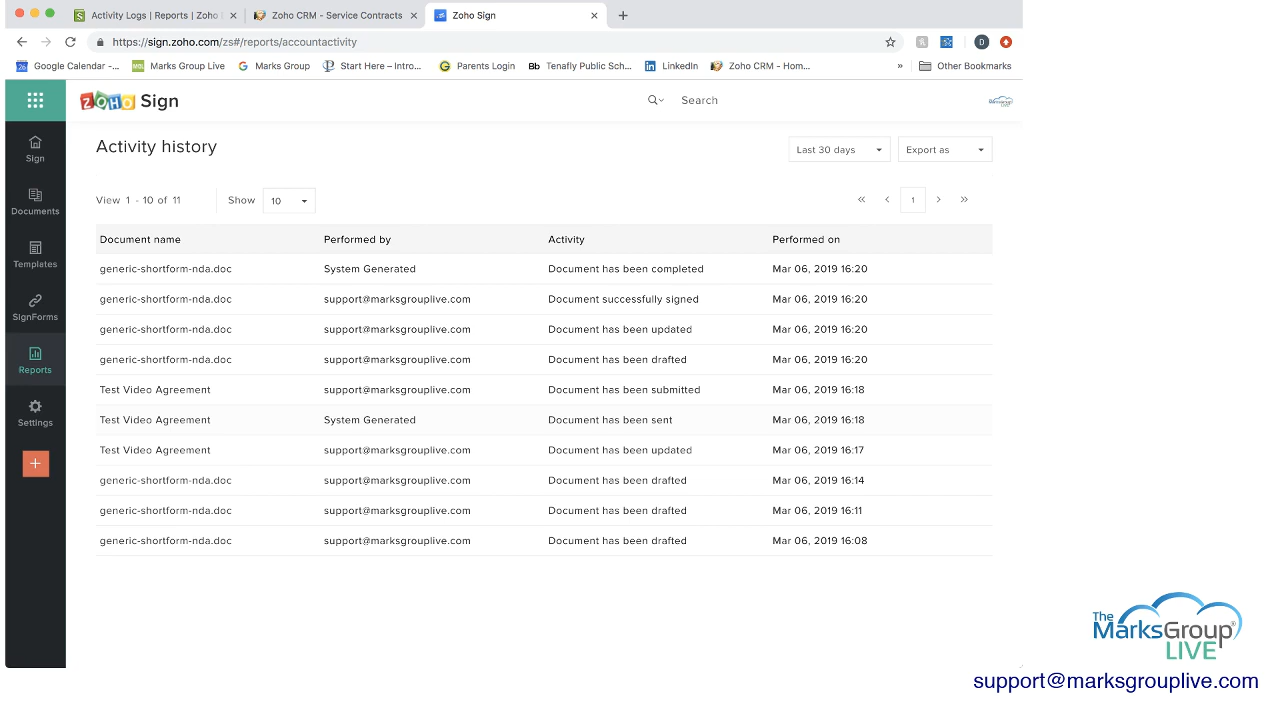 Activity Logs | Reports | Zoho
Zoho CRM - Service Contracts
Zoho Sign
https://sign.zoho.com/zs#/reports/accountactivity
D
Google Calendar -...
Marks Group Live
Marks Group
Start Here – Intro...
Parents Login
Bb Tenafly Public Sch...
LinkedIn
Zoho CRM - Hom...
»
Other Bookmarks
ZOHO Sign
Search
Activity history
Last 30 days
Export as
View 1 - 10 of 11
Show 10
« ‹ 1 › »
Document name Performed by Activity Performed on
generic-shortform-nda.doc System Generated Document has been completed Mar 06, 2019 16:20
generic-shortform-nda.doc support@marksgrouplive.com Document successfully signed Mar 06, 2019 16:20
generic-shortform-nda.doc support@marksgrouplive.com Document has been updated Mar 06, 2019 16:20
generic-shortform-nda.doc support@marksgrouplive.com Document has been drafted Mar 06, 2019 16:20
Test Video Agreement support@marksgrouplive.com Document has been submitted Mar 06, 2019 16:18
Test Video Agreement System Generated Document has been sent Mar 06, 2019 16:18
Test Video Agreement support@marksgrouplive.com Document has been updated Mar 06, 2019 16:17
generic-shortform-nda.doc support@marksgrouplive.com Document has been drafted Mar 06, 2019 16:14
generic-shortform-nda.doc support@marksgrouplive.com Document has been drafted Mar 06, 2019 16:11
generic-shortform-nda.doc support@marksgrouplive.com Document has been drafted Mar 06, 2019 16:08
Sign
Documents
Templates
SignForms
Reports
Settings
+
The
MarksGroup®
LIVE
support@marksgrouplive.com